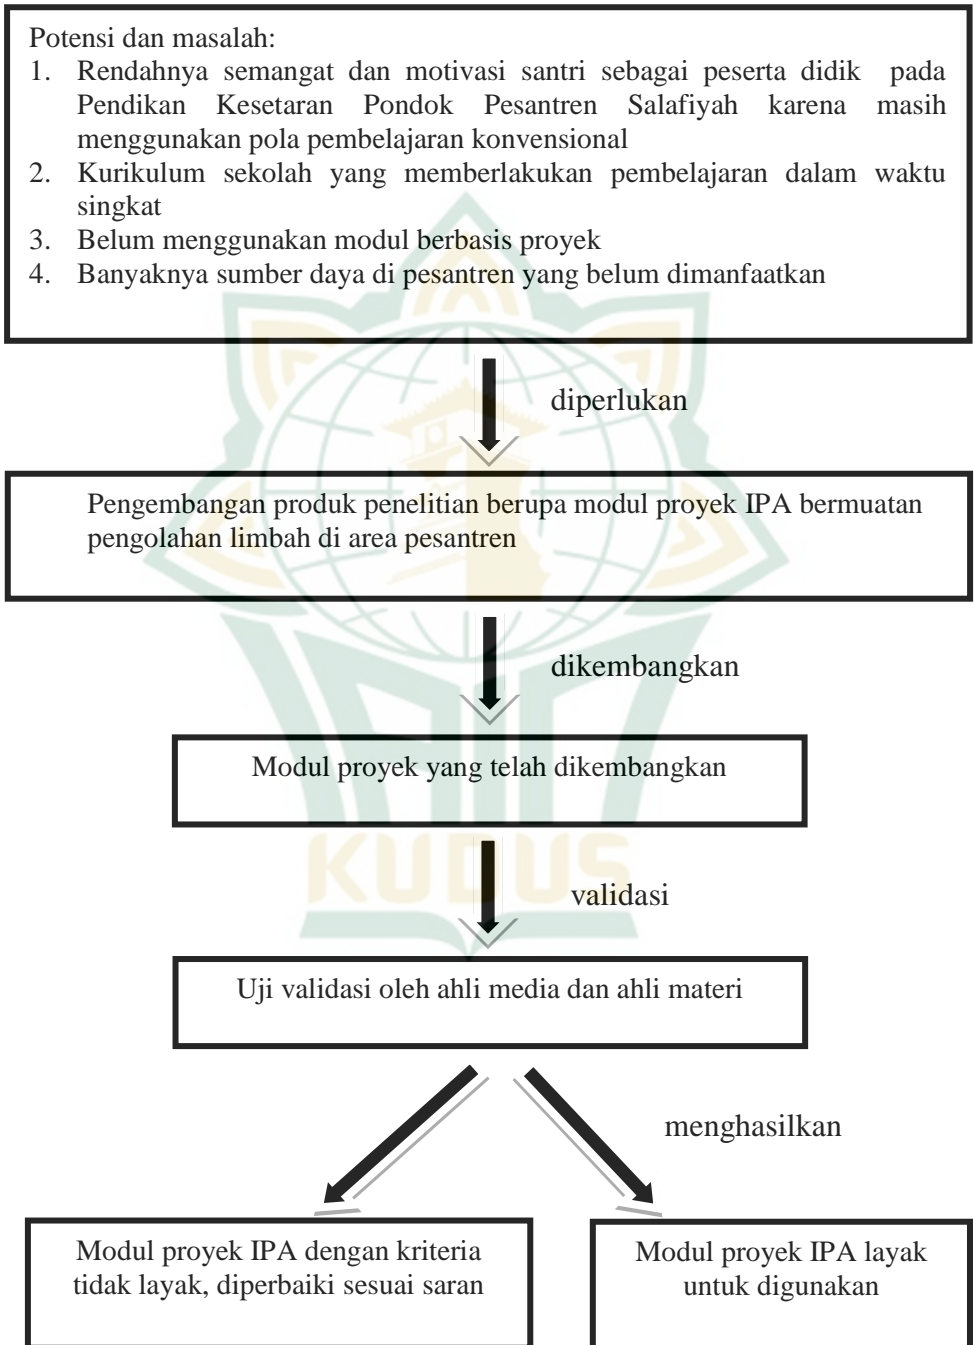 Potensi dan masalah:
1. Rendahnya semangat dan motivasi santri sebagai peserta didik pada
Pendikan Kesetaran Pondok Pesantren Salafiyah karena masih
menggunakan pola pembelajaran konvensional
2. Kurikulum sekolah yang memberlakukan pembelajaran dalam waktu
singkat
3. Belum menggunakan modul berbasis proyek
4. Banyaknya sumber daya di pesantren yang belum dimanfaatkan
diperlukan
Pengembangan produk penelitian berupa modul proyek IPA bermuatan
pengolahan limbah di area pesantren
dikembangkan
Modul proyek yang telah dikembangkan
KUDUS
validasi
Uji validasi oleh ahli media dan ahli materi
menghasilkan
Modul proyek IPA dengan kriteria
tidak layak, diperbaiki sesuai saran
Modul proyek IPA layak
untuk digunakan